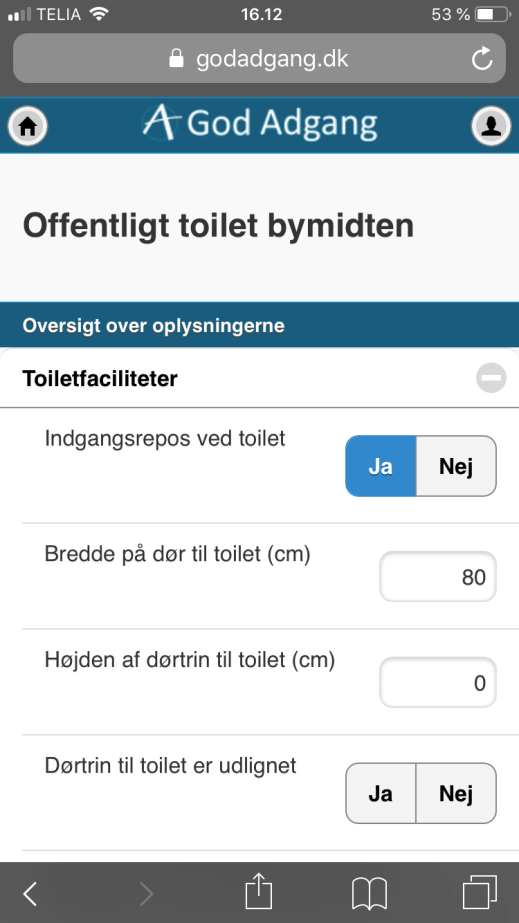 TELIA 16.12 53 %
godadgang.dk
God Adgang
Offentligt toilet bymidten
Oversigt over oplysningerne
Toiletfaciliteter
Indgangsrepos ved toilet
Ja Nej
Bredde på dør til toilet (cm)
80
Højden af dørtrin til toilet (cm)
0
Dørtrin til toilet er udlignet
Ja Nej